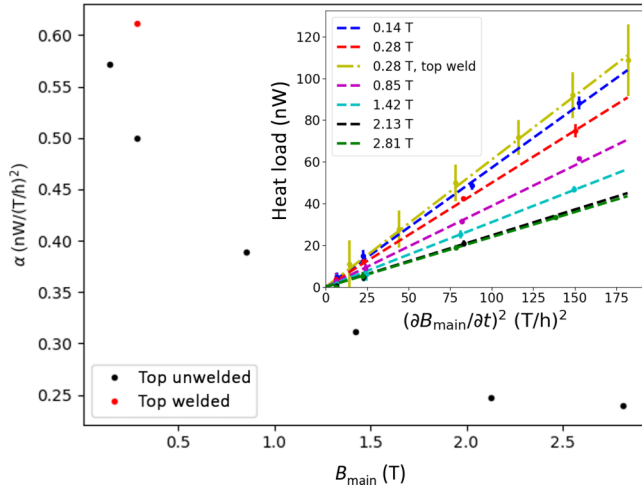 0.60
0.55
0.50
0.45
0.40
0.35
0.30
0.25
α (nW/(T/h)²)
Top unwelded
Top welded
0.5
1.0
1.5
2.0
2.5
B_main (T)
120
100
80
60
40
20
0
Heat load (nW)
0.14 T
0.28 T
0.28 T, top weld
0.85 T
1.42 T
2.13 T
2.81 T
0 25 50 75 100 125 150 175
(∂B_main/∂t)² (T/h)²